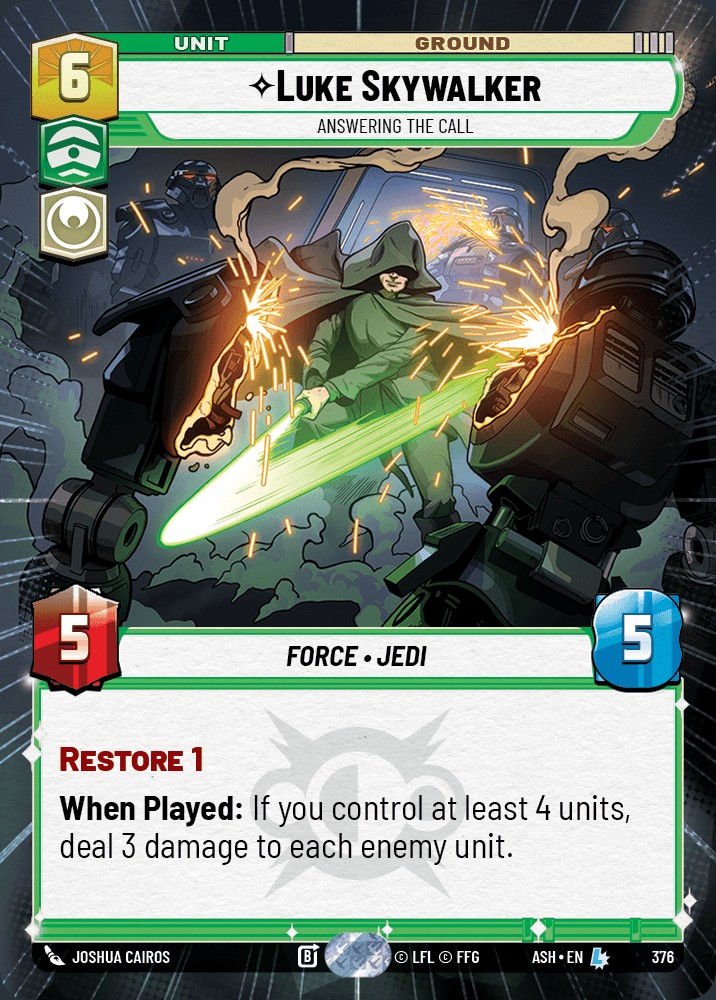 UNIT
GROUND
6
✧LUKE SKYWALKER
ANSWERING THE CALL
5
FORCE • JEDI
5
RESTORE 1
When Played: If you control at least 4 units,
deal 3 damage to each enemy unit.
JOSHUA CAIROS
B
© LFL © FFG
ASH • EN
L
376